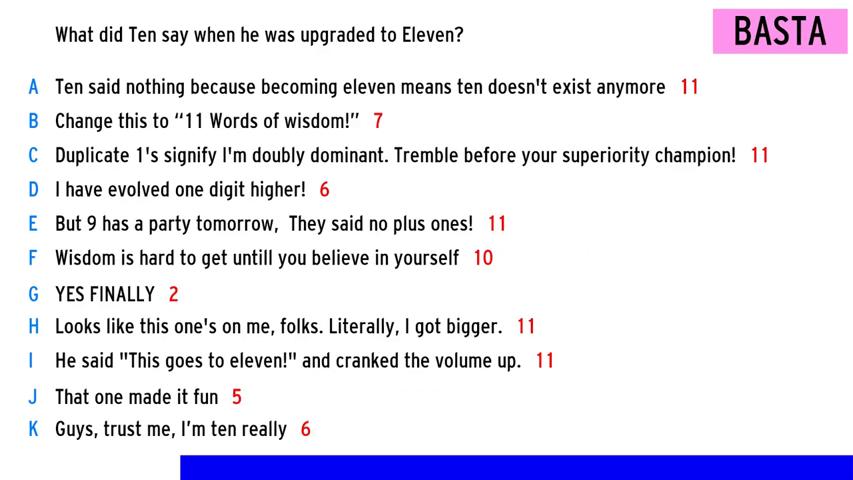 What did Ten say when he was upgraded to Eleven?
BASTA
A Ten said nothing because becoming eleven means ten doesn't exist anymore 11
B Change this to “11 Words of wisdom!” 7
C Duplicate 1's signify I'm doubly dominant. Tremble before your superiority champion! 11
D I have evolved one digit higher! 6
E But 9 has a party tomorrow, They said no plus ones! 11
F Wisdom is hard to get untill you believe in yourself 10
G YES FINALLY 2
H Looks like this one's on me, folks. Literally, I got bigger. 11
I He said "This goes to eleven!" and cranked the volume up. 11
J That one made it fun 5
K Guys, trust me, I’m ten really 6